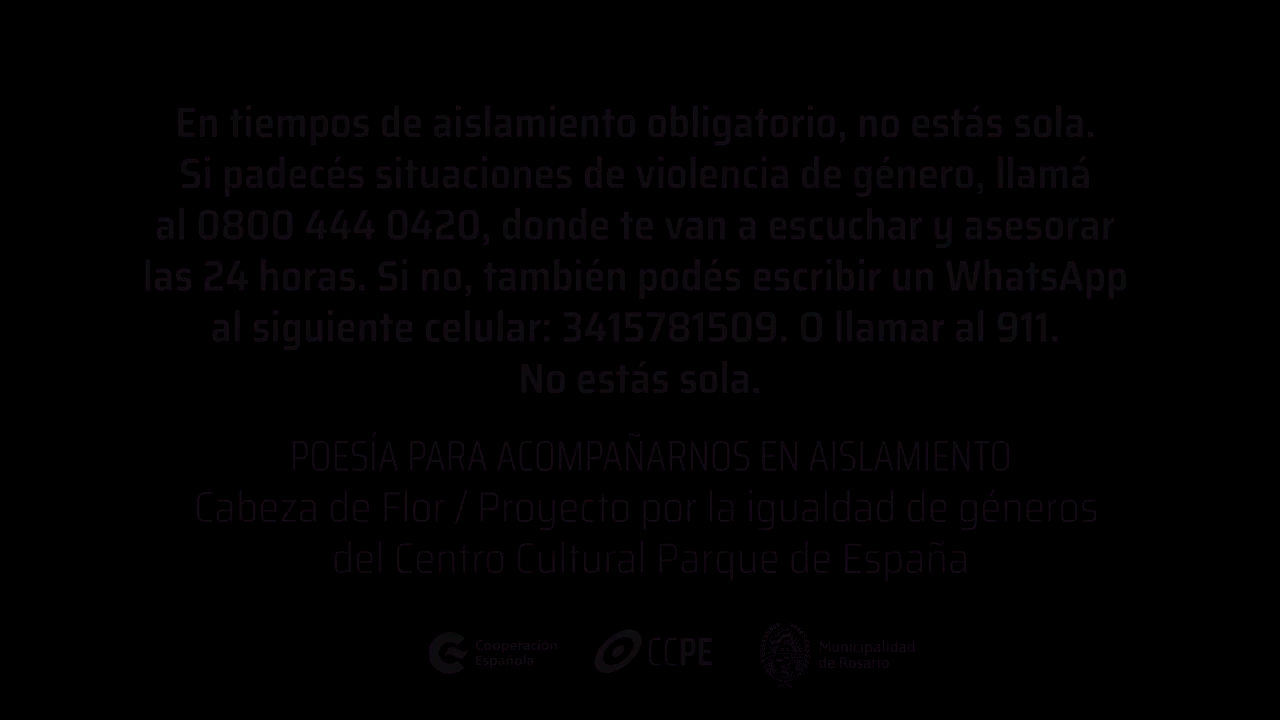 En tiempos de aislamiento obligatorio, no estás sola.
Si padecés situaciones de violencia de género, llamá
al 0800 444 0420, donde te van a escuchar y asesorar
las 24 horas. Si no, también podés escribir un WhatsApp
al siguiente celular: 3415781509. O llamar al 911.
No estás sola.
POESÍA PARA ACOMPAÑARNOS EN AISLAMIENTO
Cabeza de Flor / Proyecto por la igualdad de géneros
del Centro Cultural Parque de España
Cooperación
Española
CCPE
Municipalidad
de Rosario